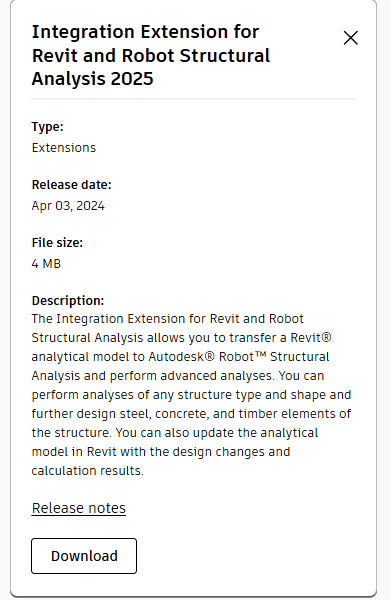 Integration Extension for
Revit and Robot Structural
Analysis 2025
Type:
Extensions
Release date:
Apr 03, 2024
File size:
4 MB
Description:
The Integration Extension for Revit and Robot
Structural Analysis allows you to transfer a Revit®
analytical model to Autodesk® Robot™ Structural
Analysis and perform advanced analyses. You can
perform analyses of any structure type and shape and
further design steel, concrete, and timber elements of
the structure. You can also update the analytical
model in Revit with the design changes and
calculation results.
Release notes
Download